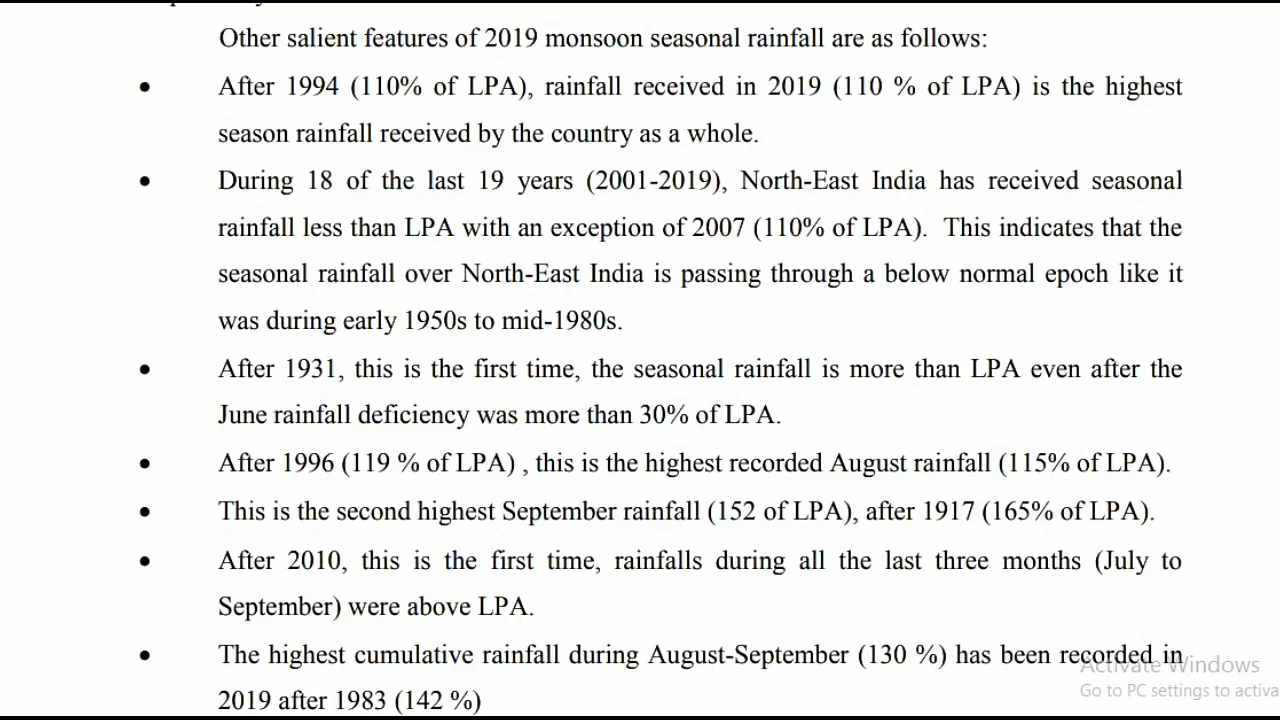 Other salient features of 2019 monsoon seasonal rainfall are as follows:
• After 1994 (110% of LPA), rainfall received in 2019 (110 % of LPA) is the highest
season rainfall received by the country as a whole.
• During 18 of the last 19 years (2001-2019), North-East India has received seasonal
rainfall less than LPA with an exception of 2007 (110% of LPA). This indicates that the
seasonal rainfall over North-East India is passing through a below normal epoch like it
was during early 1950s to mid-1980s.
• After 1931, this is the first time, the seasonal rainfall is more than LPA even after the
June rainfall deficiency was more than 30% of LPA.
• After 1996 (119 % of LPA) , this is the highest recorded August rainfall (115% of LPA).
• This is the second highest September rainfall (152 of LPA), after 1917 (165% of LPA).
• After 2010, this is the first time, rainfalls during all the last three months (July to
September) were above LPA.
• The highest cumulative rainfall during August-September (130 %) has been recorded in
2019 after 1983 (142 %)
Activate Windows
Go to PC settings to activa